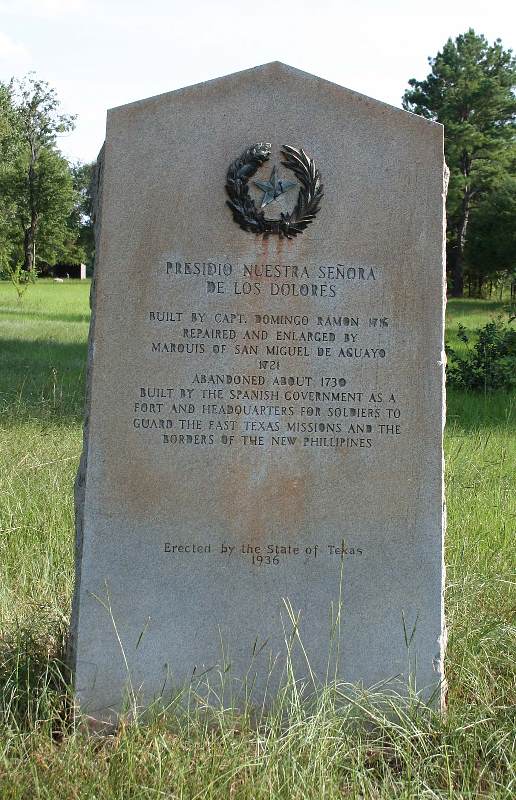 PRESIDIO NUESTRA SEÑORA
DE LOS DOLORES
BUILT BY CAPT. DOMINGO RAMON 1716
REPAIRED AND ENLARGED BY
MARQUIS OF SAN MIGUEL DE AGUAYO
1721
ABANDONED ABOUT 1730
BUILT BY THE SPANISH GOVERNMENT AS A
FORT AND HEADQUARTERS FOR SOLDIERS TO
GUARD THE EAST TEXAS MISSIONS AND THE
BORDERS OF THE NEW PHILLIPINES
Erected by the State of Texas
1936